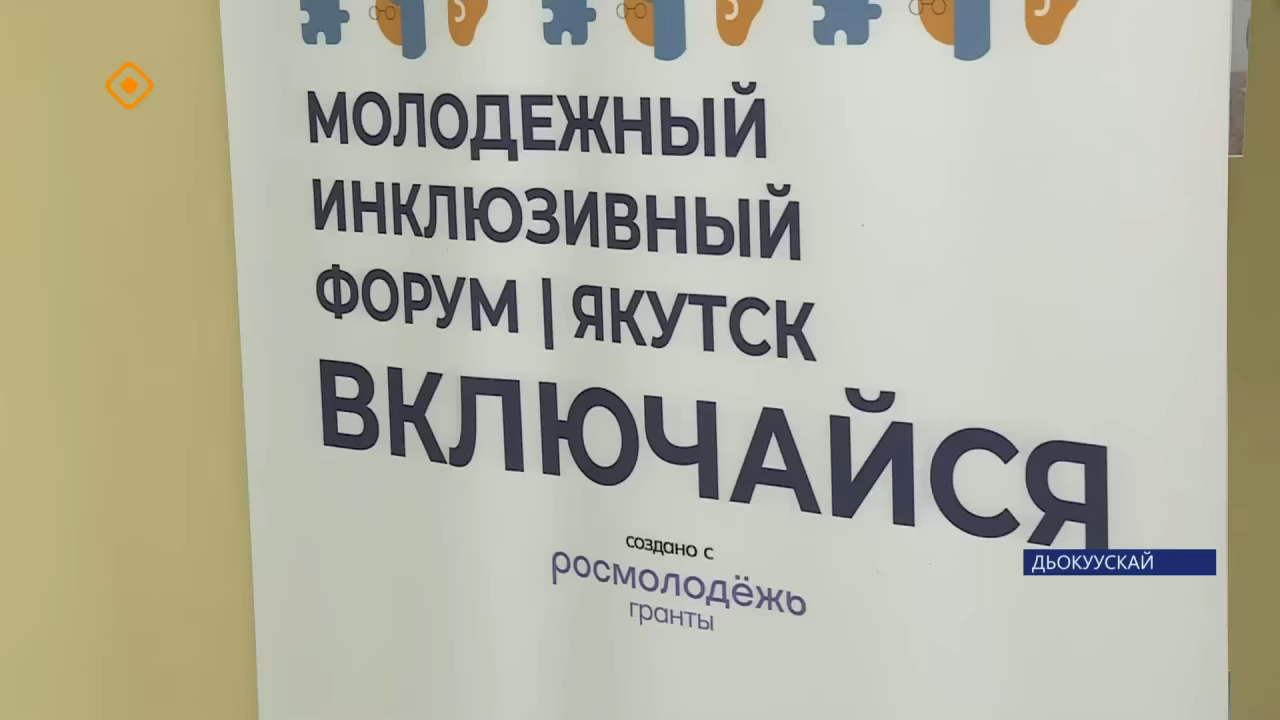 МОЛОДЕЖНЫЙ
ИНКЛЮЗИВНЫЙ
ФОРУМ | ЯКУТСК
ВКЛЮЧАЙСЯ
создано с
росмолодёжь
гранты
ДЬОКУУСКАЙ